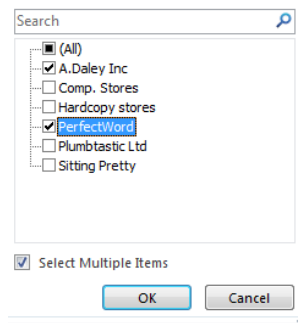 Search
(All)
A.Daley Inc
Comp. Stores
Hardcopy stores
PerfectWord
Plumbtastic Ltd
Sitting Pretty
Select Multiple Items
OK Cancel